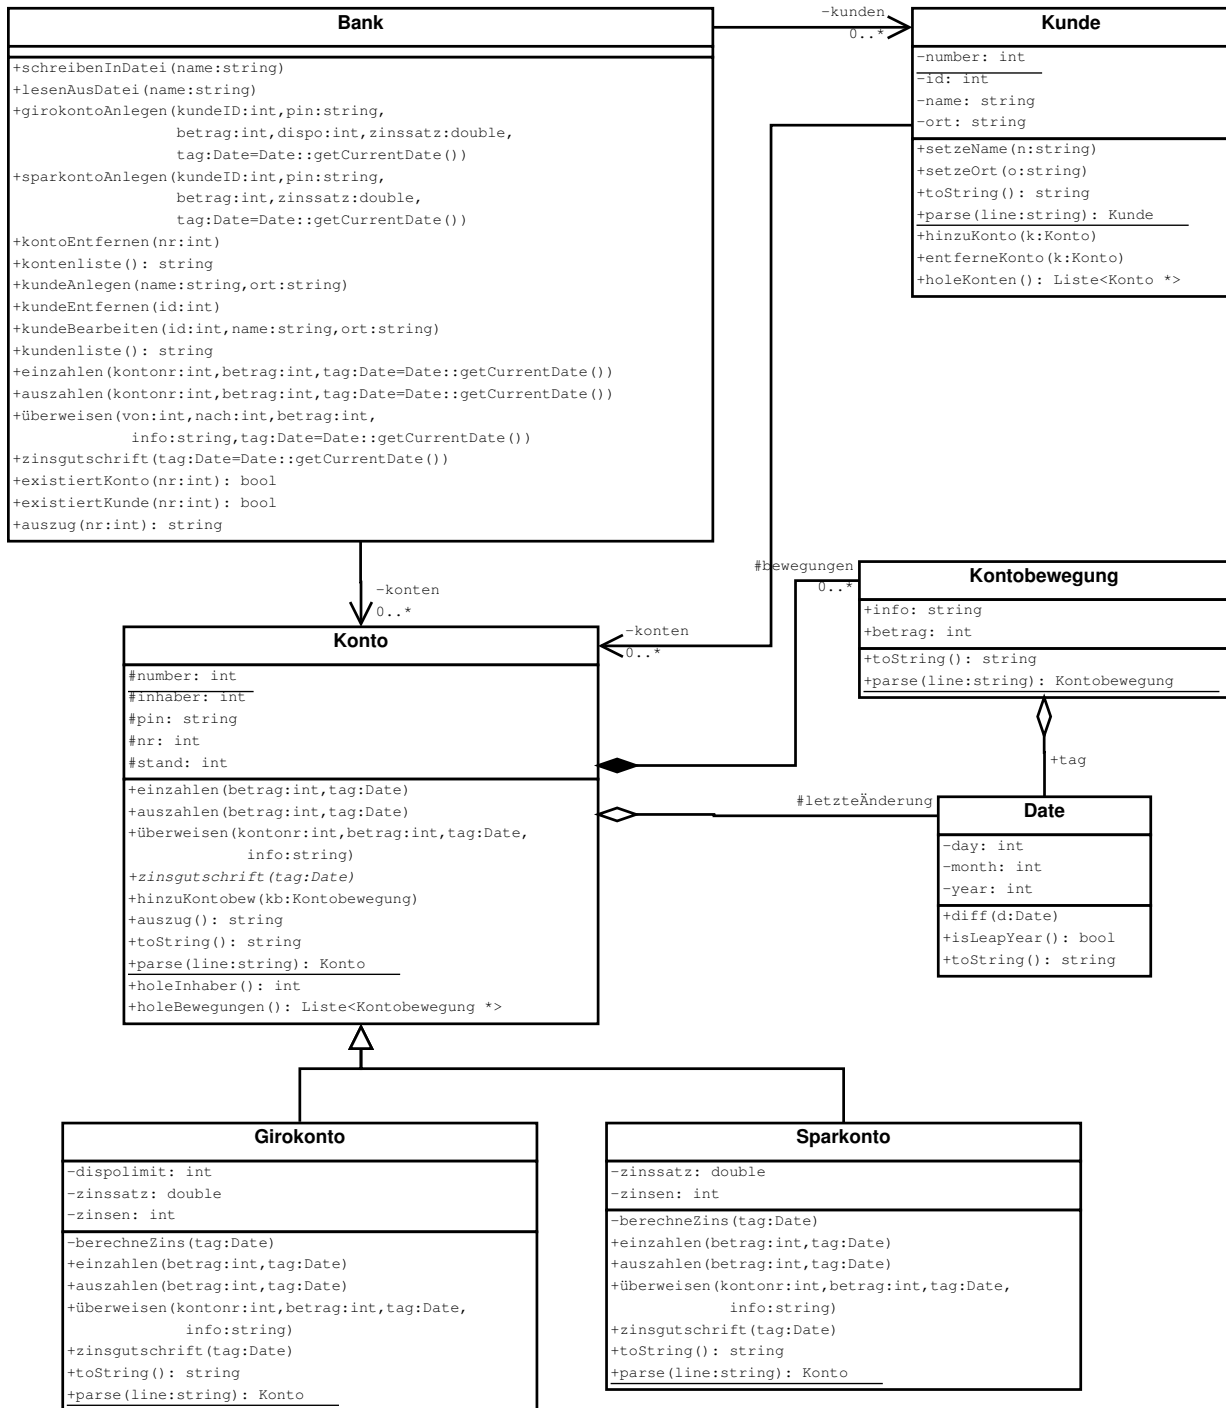 Bank
+schreibenInDatei(name:string)
+lesenAusDatei(name:string)
+girokontoAnlegen(kundeID:int,pin:string,
betrag:int,dispo:int,zinssatz:double,
tag:Date=Date::getCurrentDate())
+sparkontoAnlegen(kundeID:int,pin:string,
betrag:int,zinssatz:double,
tag:Date=Date::getCurrentDate())
+kontoEntfernen(nr:int)
+kontenliste(): string
+kundeAnlegen(name:string,ort:string)
+kundeEntfernen(id:int)
+kundeBearbeiten(id:int,name:string,ort:string)
+kundenliste(): string
+einzahlen(kontonr:int,betrag:int,tag:Date=Date::getCurrentDate())
+auszahlen(kontonr:int,betrag:int,tag:Date=Date::getCurrentDate())
+überweisen(von:int,nach:int,betrag:int,
info:string,tag:Date=Date::getCurrentDate())
+zinsgutschrift(tag:Date=Date::getCurrentDate())
+existiertKonto(nr:int): bool
+existiertKunde(nr:int): bool
+auszug(nr:int): string
-kunden
0..*
Kunde
-number: int
-id: int
-name: string
-ort: string
+setzeName(n:string)
+setzeOrt(o:string)
+toString(): string
+parse(line:string): Kunde
+hinzuKonto(k:Konto)
+entferneKonto(k:Konto)
+holeKonten(): Liste<Konto *>
-konten
0..*
-konten
0..*
#bewegungen
0..*
Kontobewegung
+info: string
+betrag: int
+toString(): string
+parse(line:string): Kontobewegung
+tag
Konto
#number: int
#inhaber: int
#pin: string
#nr: int
#stand: int
+einzahlen(betrag:int,tag:Date)
+auszahlen(betrag:int,tag:Date)
+überweisen(kontonr:int,betrag:int,tag:Date,
info:string)
+zinsgutschrift(tag:Date)
+hinzuKontobew(kb:Kontobewegung)
+auszug(): string
+toString(): string
+parse(line:string): Konto
+holeInhaber(): int
+holeBewegungen(): Liste<Kontobewegung *>
#letzteÄnderung
Date
-day: int
-month: int
-year: int
+diff(d:Date)
+isLeapYear(): bool
+toString(): string
Girokonto
-dispolimit: int
-zinssatz: double
-zinsen: int
-berechneZins(tag:Date)
+einzahlen(betrag:int,tag:Date)
+auszahlen(betrag:int,tag:Date)
+überweisen(kontonr:int,betrag:int,tag:Date,
info:string)
+zinsgutschrift(tag:Date)
+toString(): string
+parse(line:string): Konto
Sparkonto
-zinssatz: double
-zinsen: int
-berechneZins(tag:Date)
+einzahlen(betrag:int,tag:Date)
+auszahlen(betrag:int,tag:Date)
+überweisen(kontonr:int,betrag:int,tag:Date,
info:string)
+zinsgutschrift(tag:Date)
+toString(): string
+parse(line:string): Konto